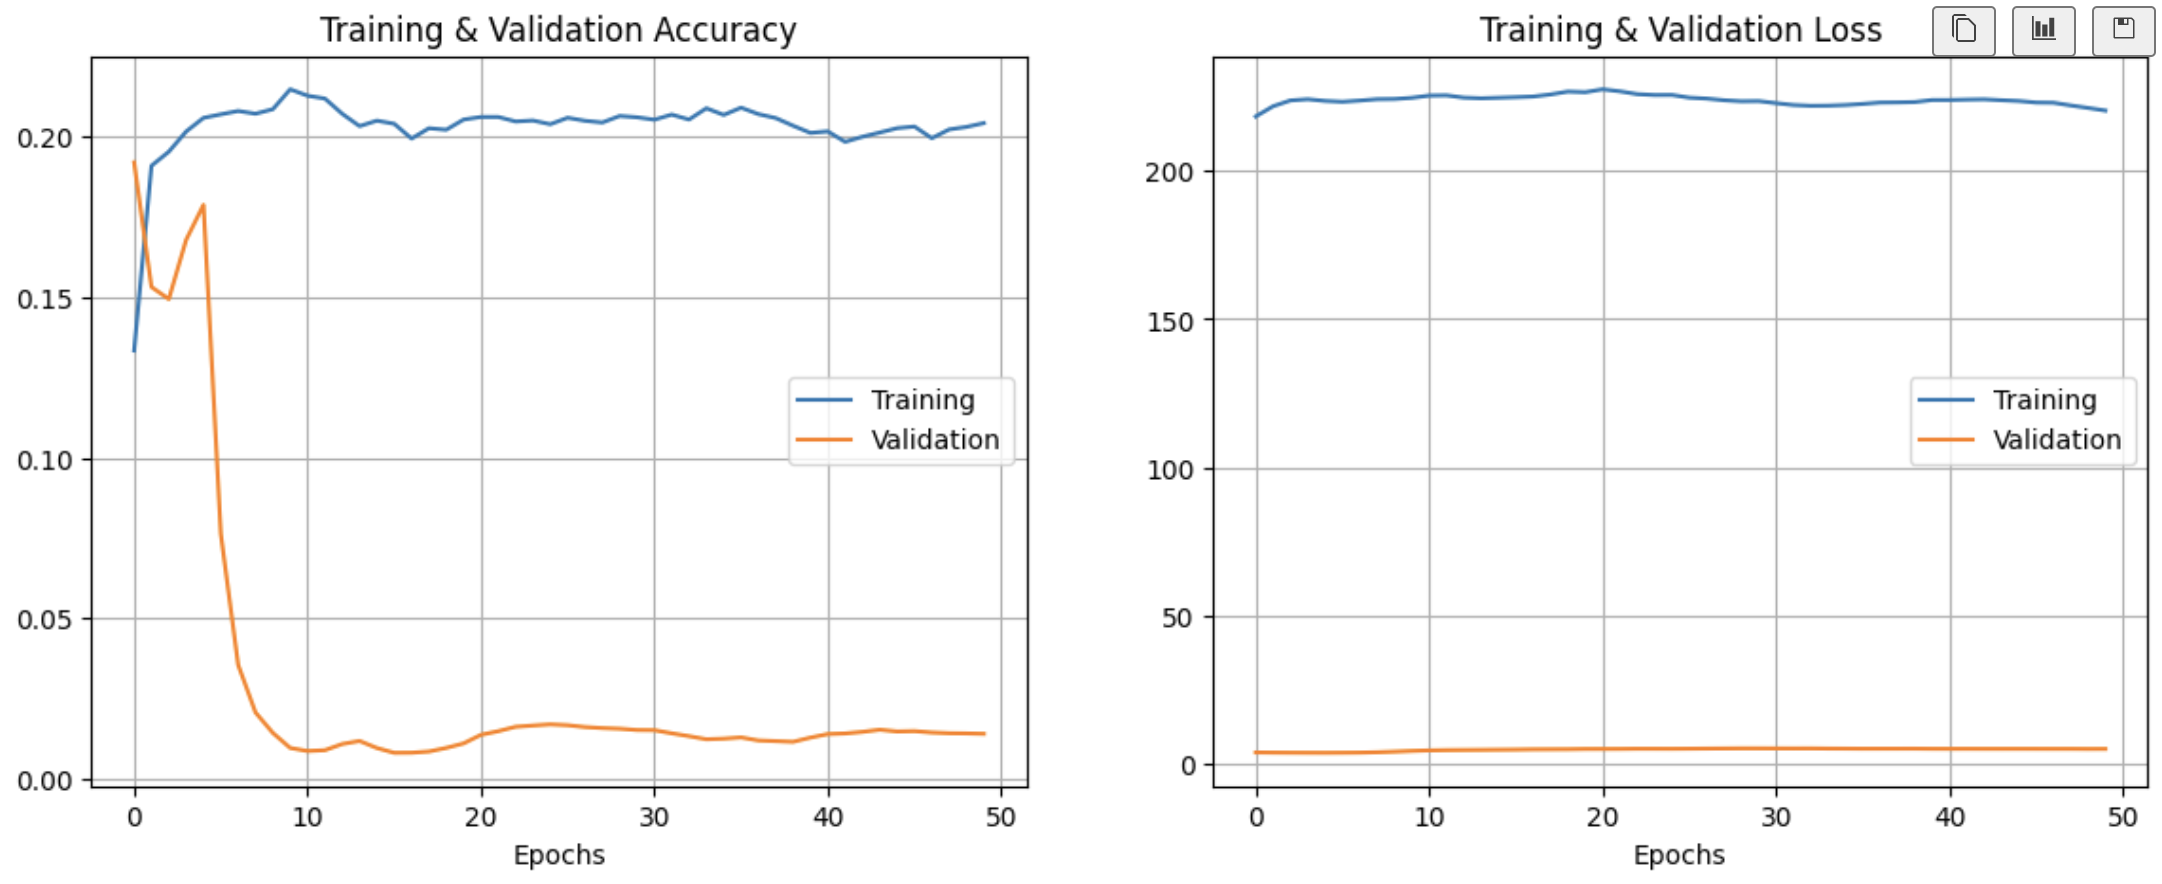 Training & Validation Accuracy
0.20
0.15
0.10
0.05
0.00
0 10 20 30 40 50
Epochs
Training
Validation
Training & Validation Loss
200
150
100
50
0
0 10 20 30 40 50
Epochs
Training
Validation